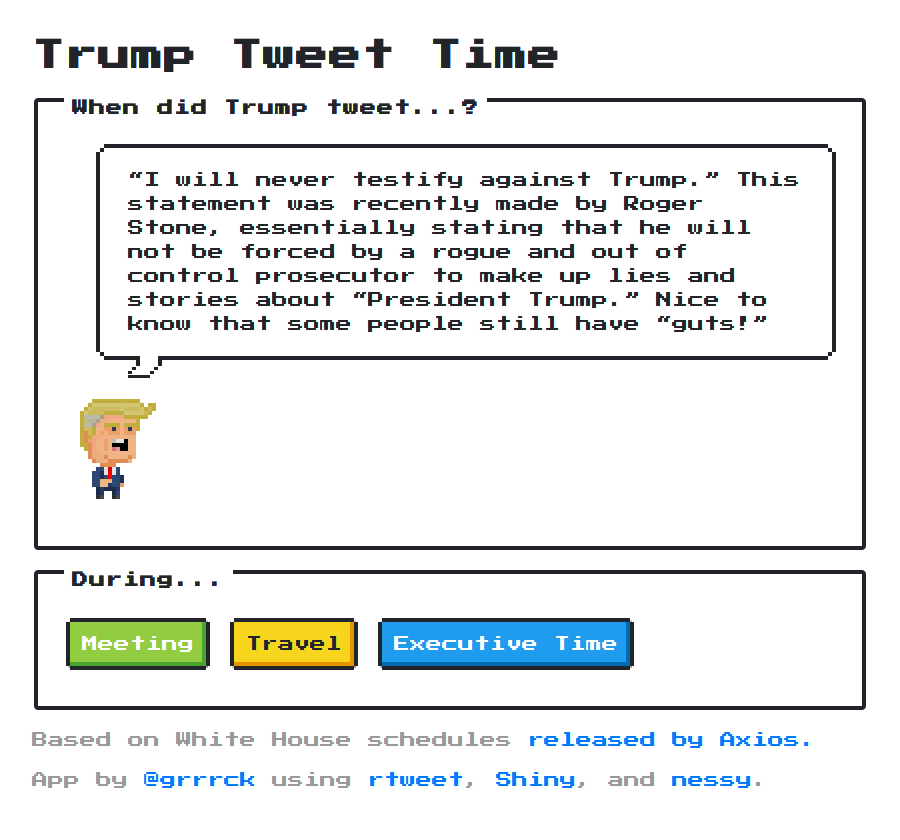 Trump Tweet Time
When did Trump tweet...?
“I will never testify against Trump.” This
statement was recently made by Roger
Stone, essentially stating that he will
not be forced by a rogue and out of
control prosecutor to make up lies and
stories about “President Trump.” Nice to
know that some people still have “guts!”
During...
Meeting Travel Executive Time
Based on White House schedules released by Axios.
App by @grrrck using rtweet, Shiny, and nessy.